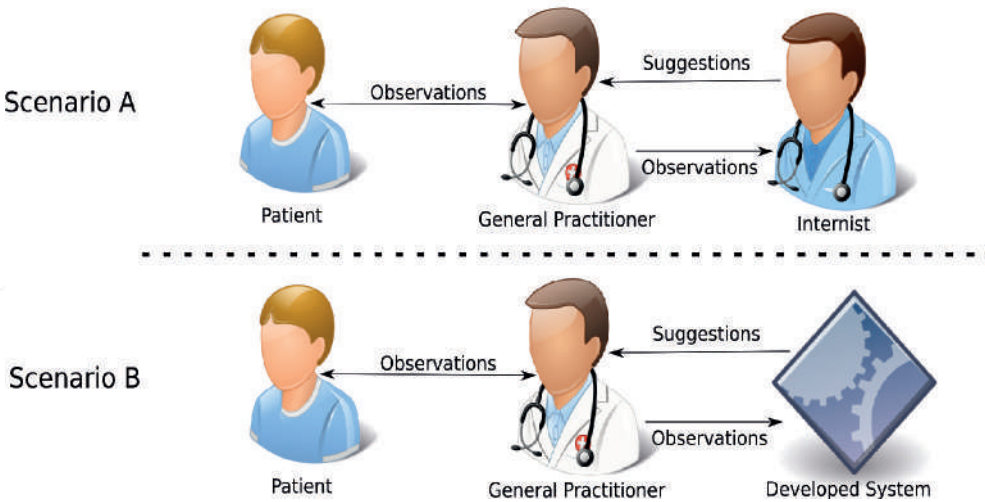 Scenario A
Observations
Suggestions
Observations
Patient
General Practitioner
Internist
Scenario B
Observations
Suggestions
Observations
Patient
General Practitioner
Developed System